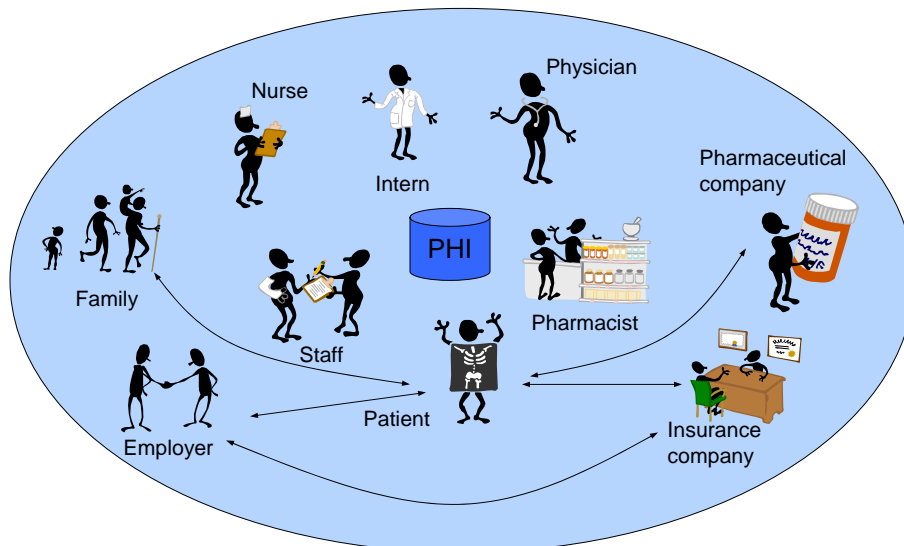 Physician
Nurse
Pharmaceutical
company
Intern
PHI
Family
Pharmacist
Staff
Patient
Employer
Insurance
company